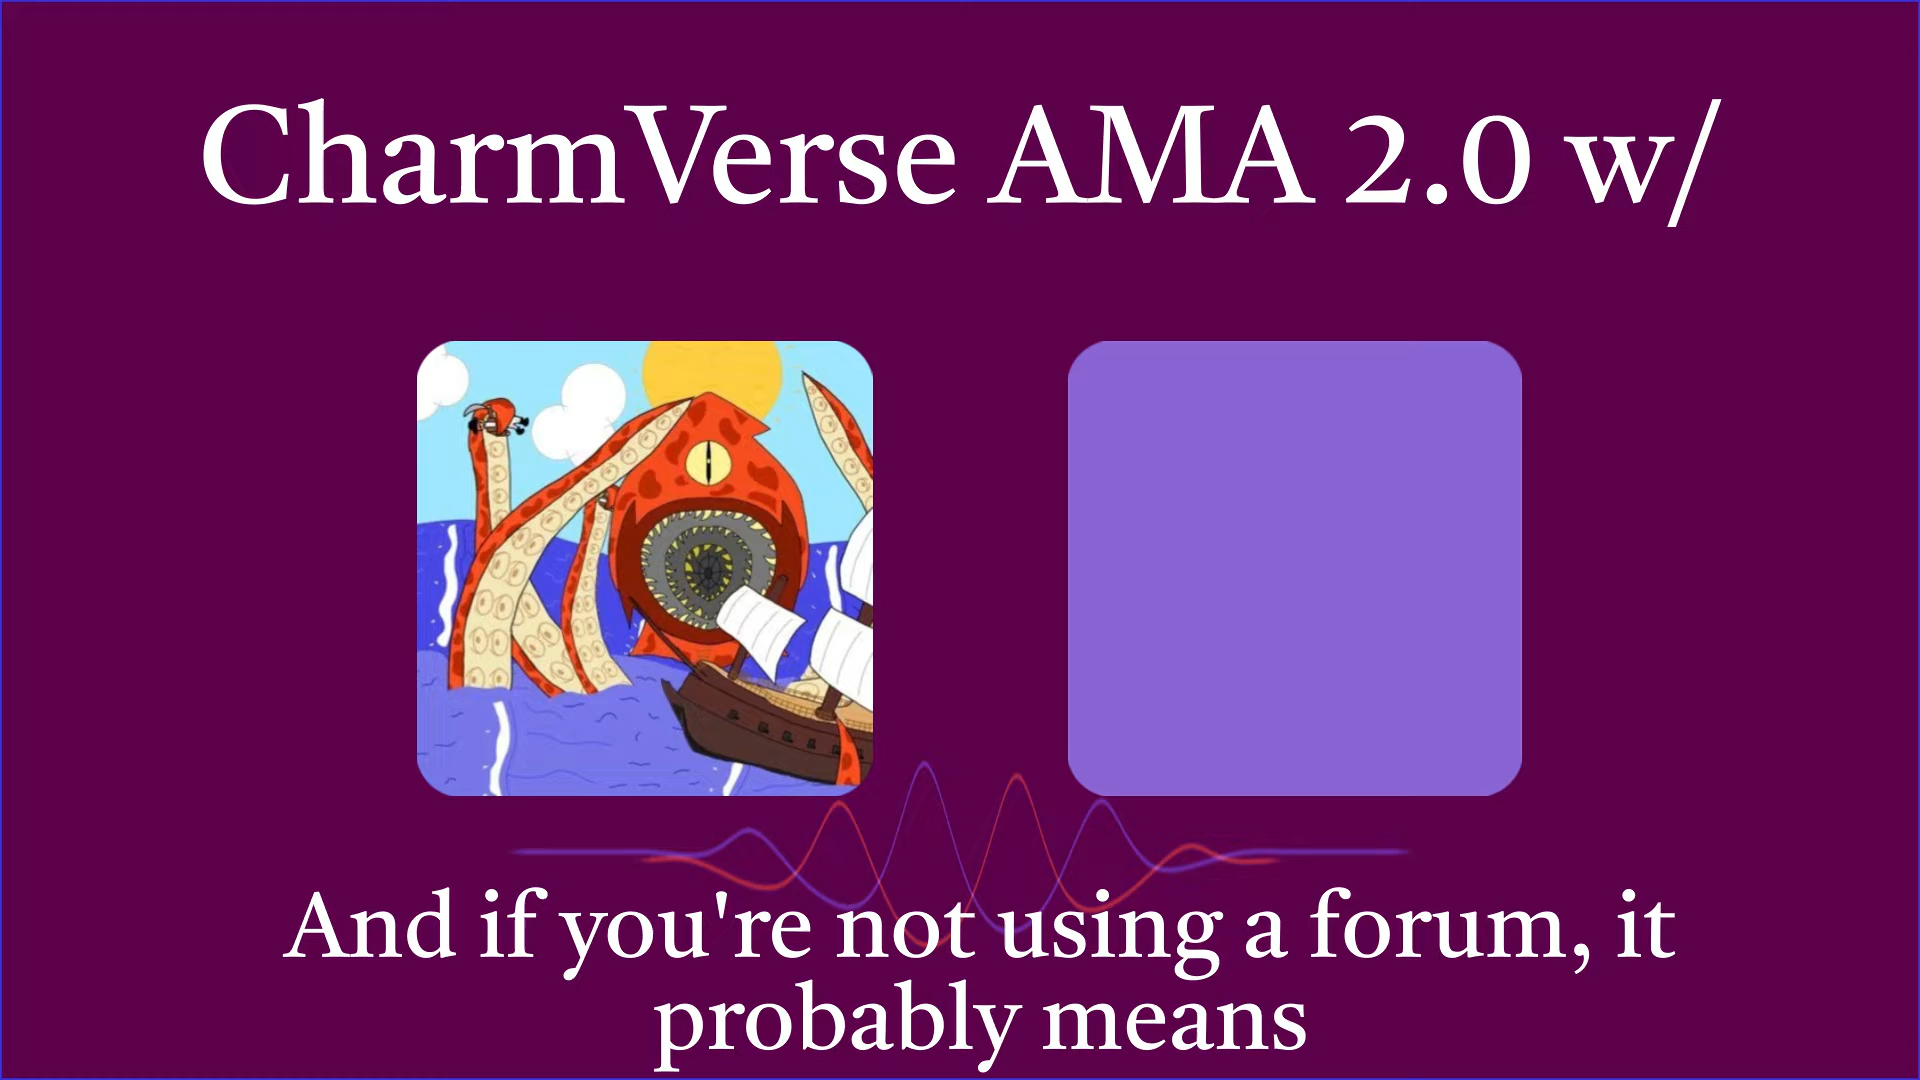 CharmVerse AMA 2.0 w/
And if you're not using a forum, it
probably means